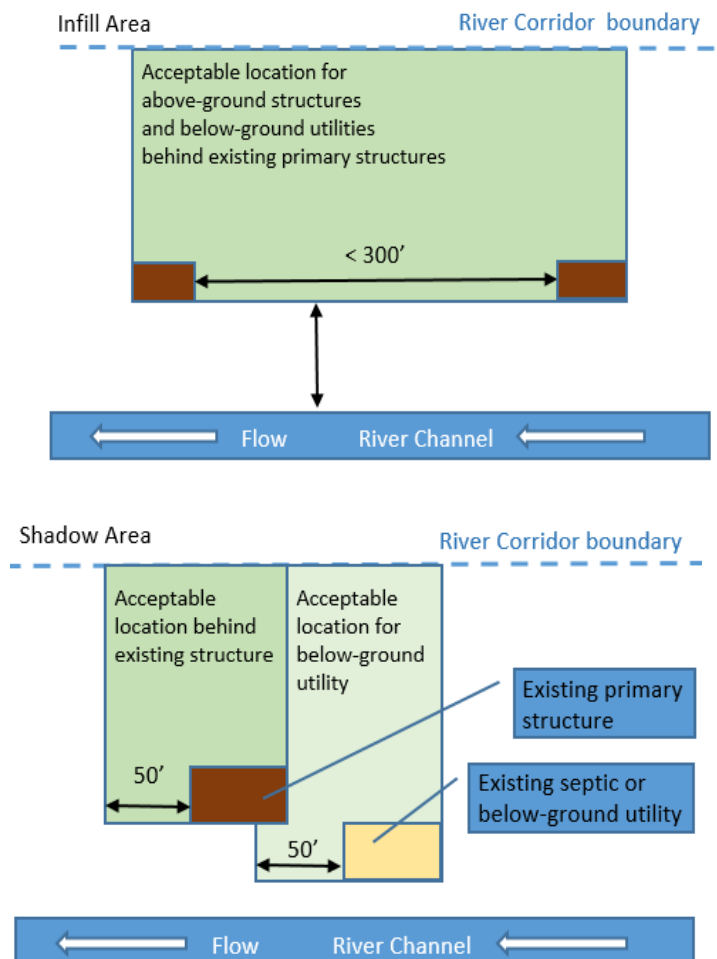 Infill Area
River Corridor boundary
Acceptable location for
above-ground structures
and below-ground utilities
behind existing primary structures
< 300’
Flow
River Channel
Shadow Area
River Corridor boundary
Acceptable
location behind
existing structure
Acceptable
location for
below-ground
utility
Existing primary
structure
50’
Existing septic or
below-ground utility
50’
Flow
River Channel